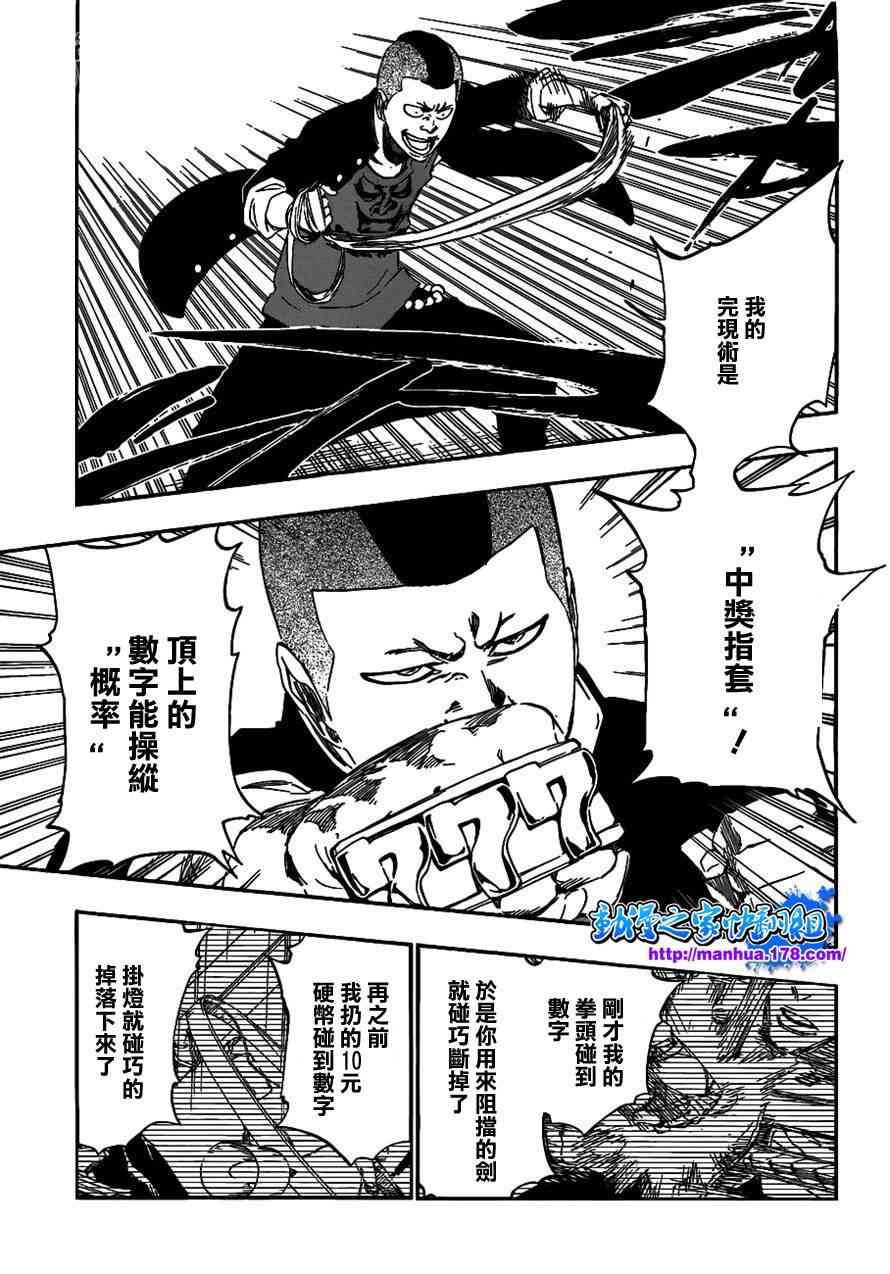 我的
完現術是
”中獎指套“！
頂上的
數字能操縱
”概率“
動漫之家快翻組
http://manhua.178.com/
剛才我的
拳頭碰到
數字
於是你用來阻擋的劍
就碰巧斷掉了
再之前
我扔的10元
硬幣碰到數字
掛燈就碰巧的
掉落下來了
777